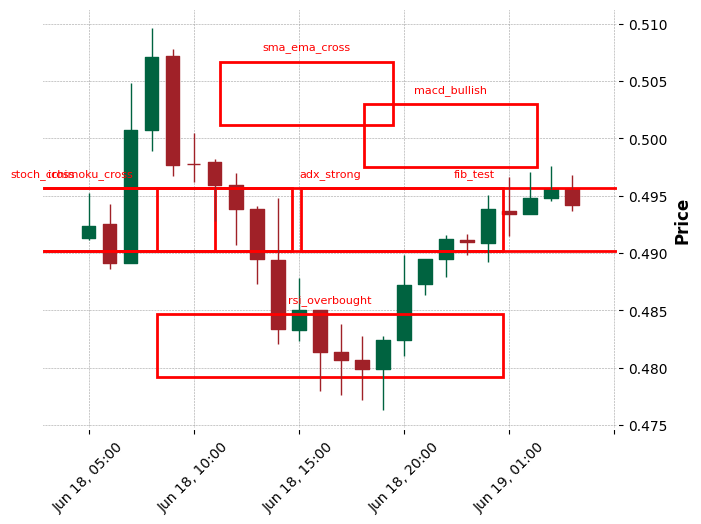 0.510
sma_ema_cross
0.505
macd_bullish
0.500
stoch_cross
ichimoku_cross
adx_strong
fib_test
0.495
0.490
rsi_overbought
0.485
0.480
0.475
Price
Jun 18, 05:00
Jun 18, 10:00
Jun 18, 15:00
Jun 18, 20:00
Jun 19, 01:00